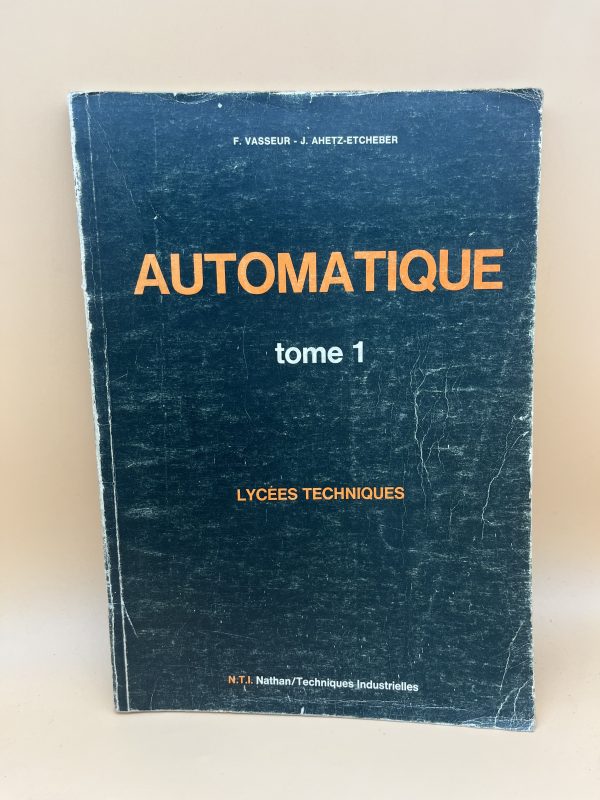 F. VASSEUR - J. AHETZ-ETCHEBER
AUTOMATIQUE
tome 1
LYCÉES TECHNIQUES
N.T.I. Nathan/Techniques Industrielles